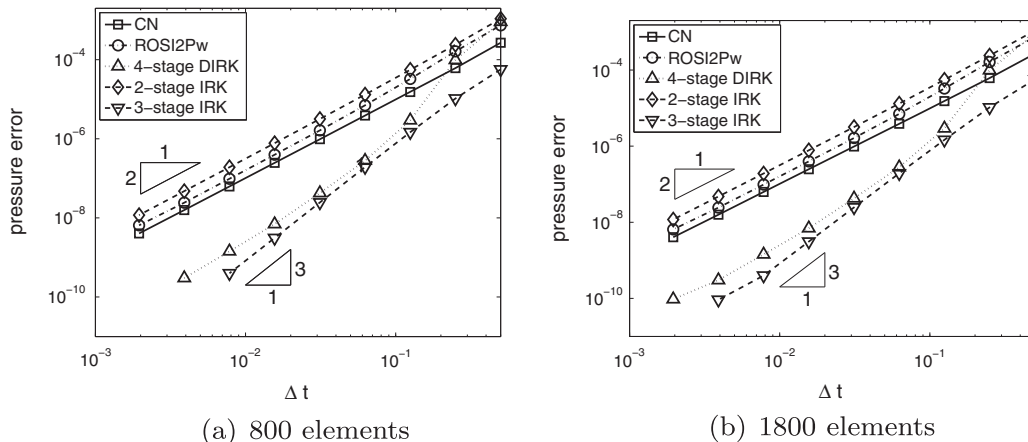 CN
ROSI2Pw
4−stage DIRK
2−stage IRK
3−stage IRK
pressure error
10^−4
10^−6
10^−8
10^−10
1
2
3
1
10^−3
10^−2
10^−1
Δ t
(a) 800 elements
CN
ROSI2Pw
4−stage DIRK
2−stage IRK
3−stage IRK
pressure error
10^−4
10^−6
10^−8
10^−10
1
2
3
1
10^−3
10^−2
10^−1
Δ t
(b) 1800 elements